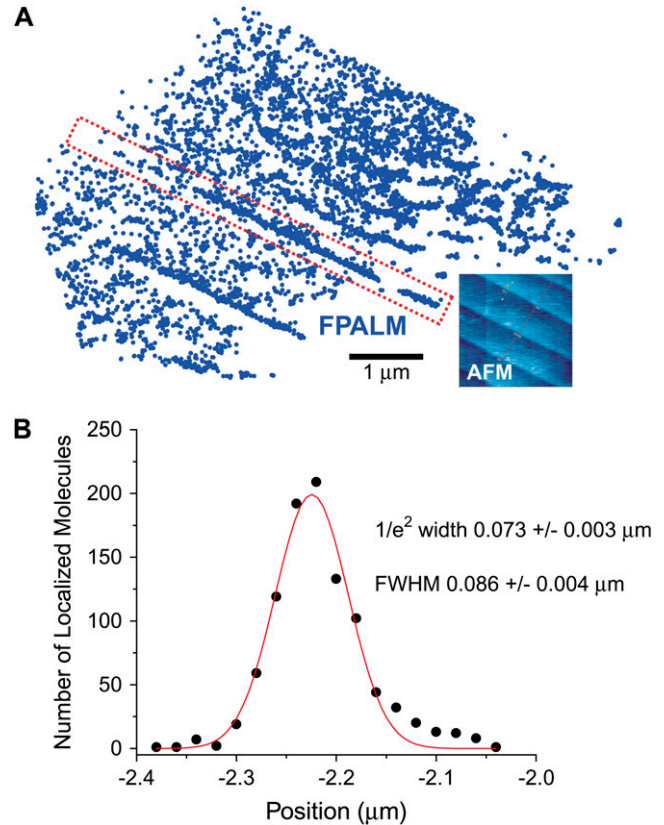 A
FPALM
1 μm
AFM
B
Number of Localized Molecules
250
200
150
100
50
0
1/e² width 0.073 +/- 0.003 μm
FWHM 0.086 +/- 0.004 μm
-2.4 -2.3 -2.2 -2.1 -2.0
Position (μm)